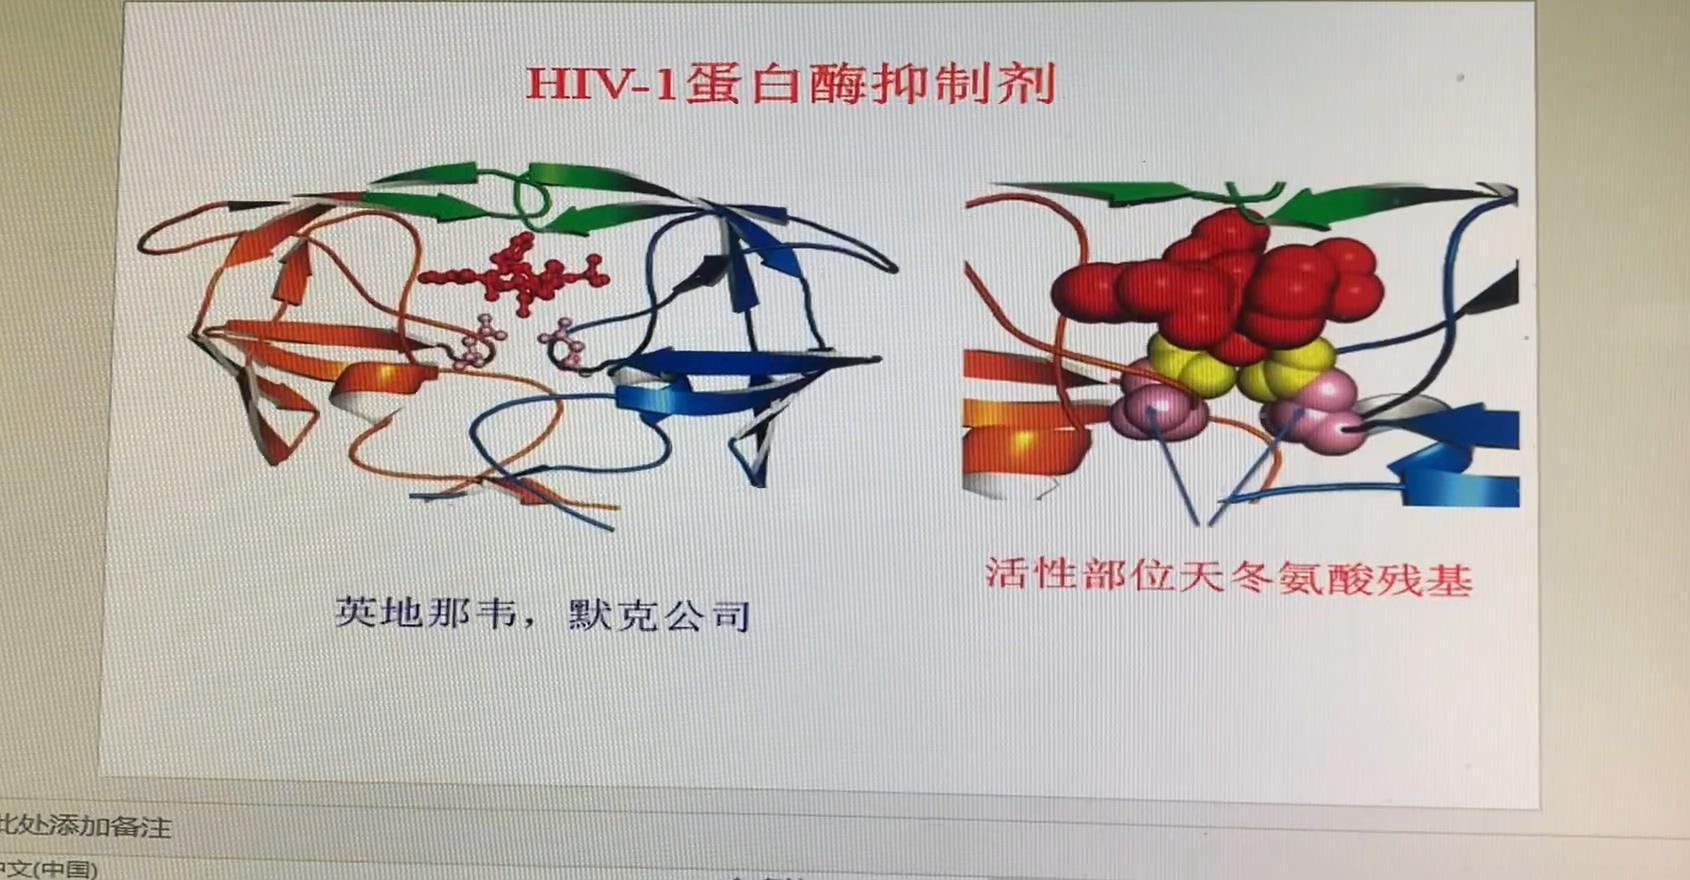 HIV-1蛋白酶抑制剂
活性部位天冬氨酸残基
英地那韦，默克公司
此处添加备注
中文(中国)